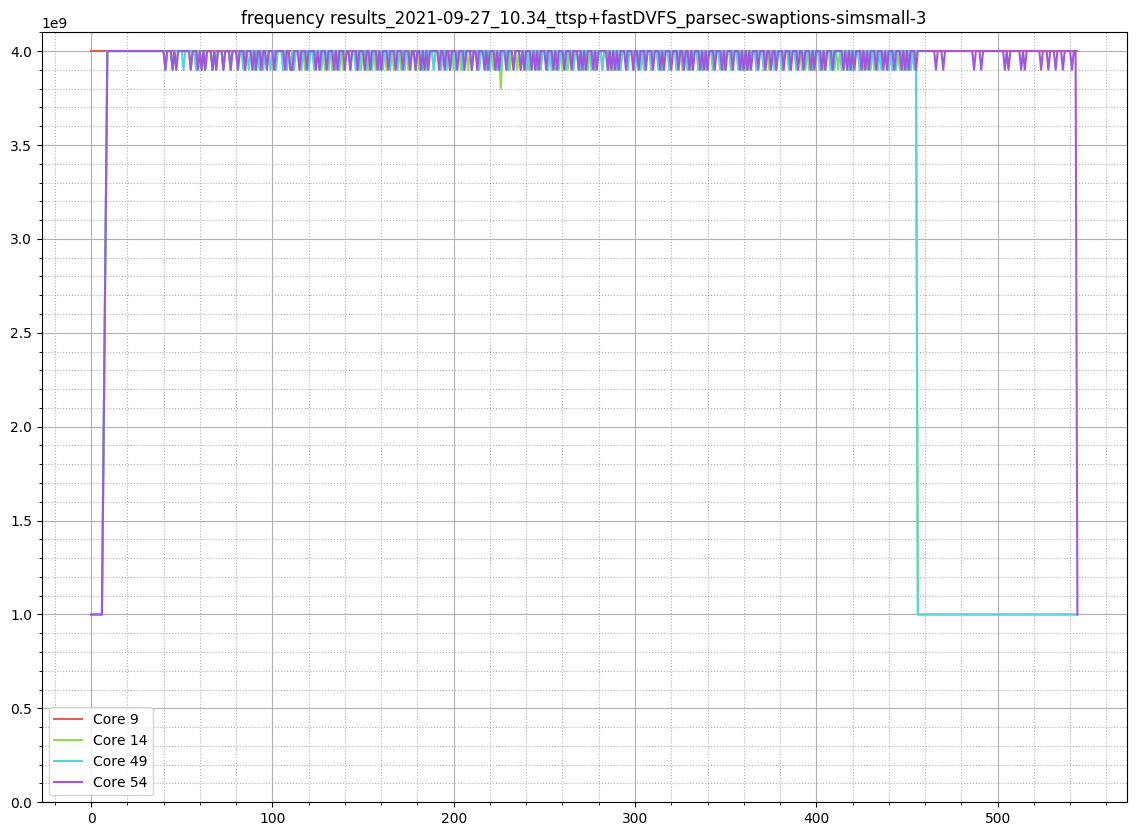 frequency results_2021-09-27_10.34_ttsp+fastDVFS_parsec-swaptions-simsmall-3
1e9
4.0
3.5
3.0
2.5
2.0
1.5
1.0
0.5
0.0
Core 9
Core 14
Core 49
Core 54
0 100 200 300 400 500